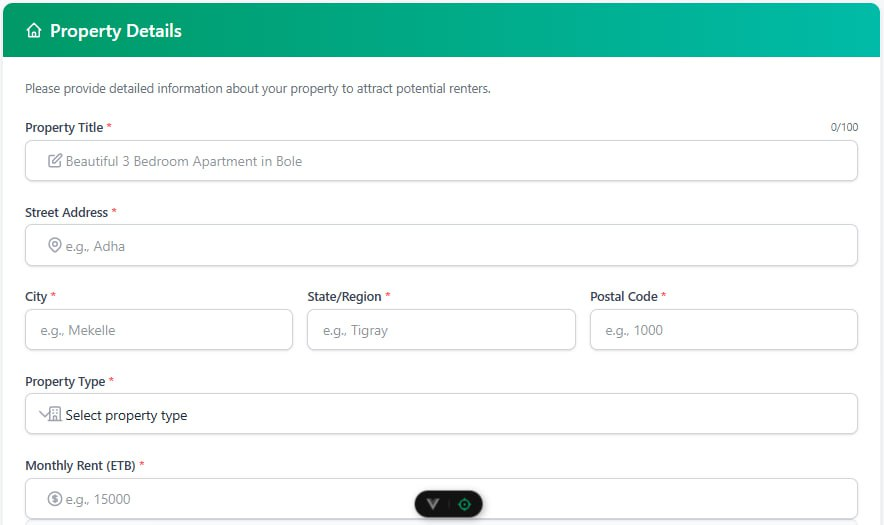 Property Details
Please provide detailed information about your property to attract potential renters.
Property Title * 0/100
Beautiful 3 Bedroom Apartment in Bole
Street Address *
e.g., Adha
City * State/Region * Postal Code *
e.g., Mekelle e.g., Tigray e.g., 1000
Property Type *
Select property type
Monthly Rent (ETB) *
e.g., 15000